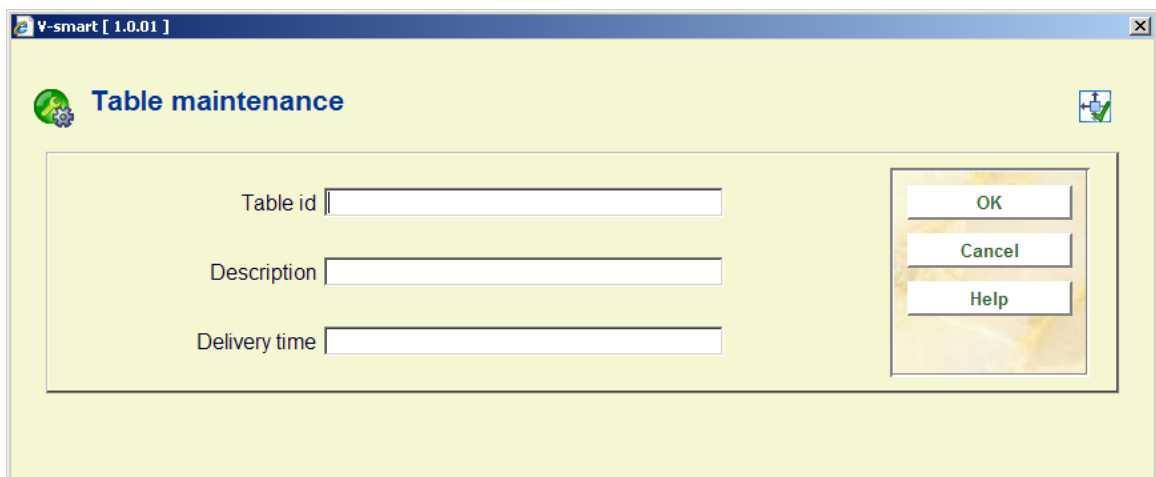 V-smart [ 1.0.01 ]
Table maintenance
Table id
OK
Description
Cancel
Help
Delivery time